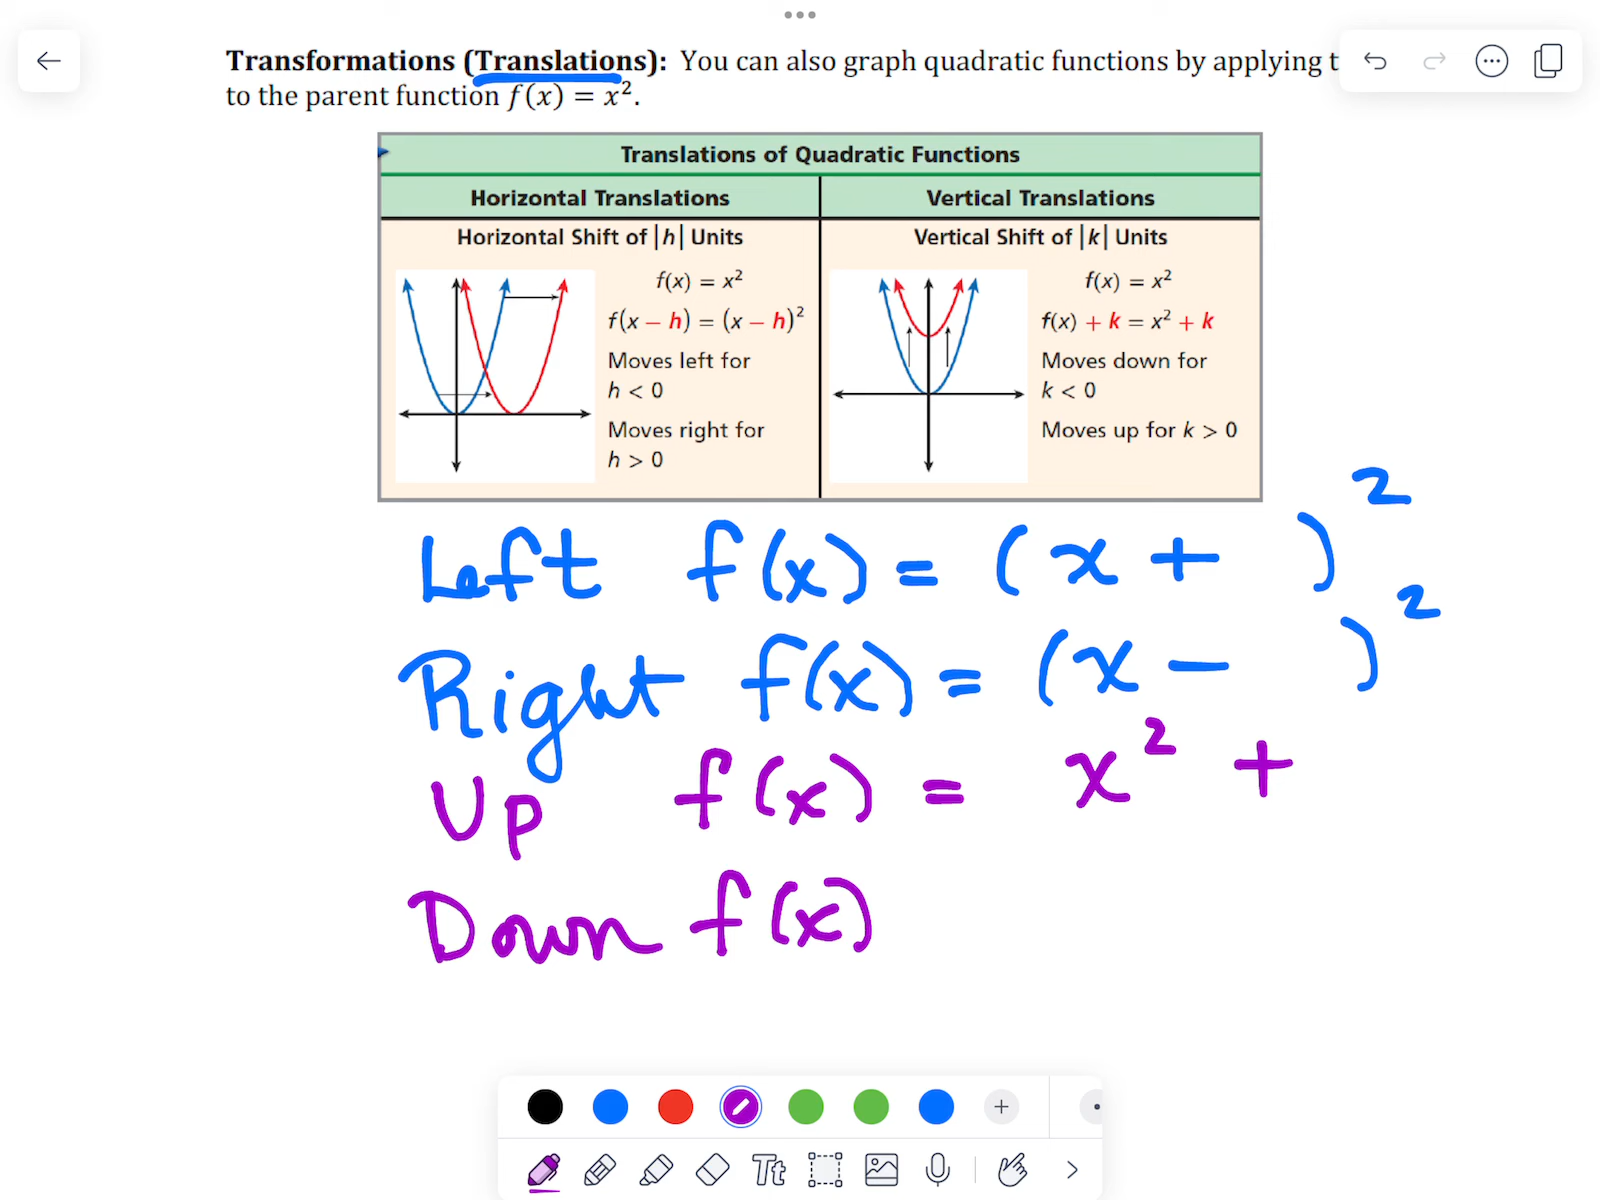 Transformations (Translations): You can also graph quadratic functions by applying t
to the parent function f(x) = x².
Translations of Quadratic Functions
Horizontal Translations
Vertical Translations
Horizontal Shift of |h| Units
f(x) = x²
f(x – h) = (x – h)²
Moves left for
h < 0
Moves right for
h > 0
Vertical Shift of |k| Units
f(x) = x²
f(x) + k = x² + k
Moves down for
k < 0
Moves up for k > 0
Left f(x) = (x + )²
Right f(x) = (x – )²
Up f(x) = x² +
Down f(x)
Tt